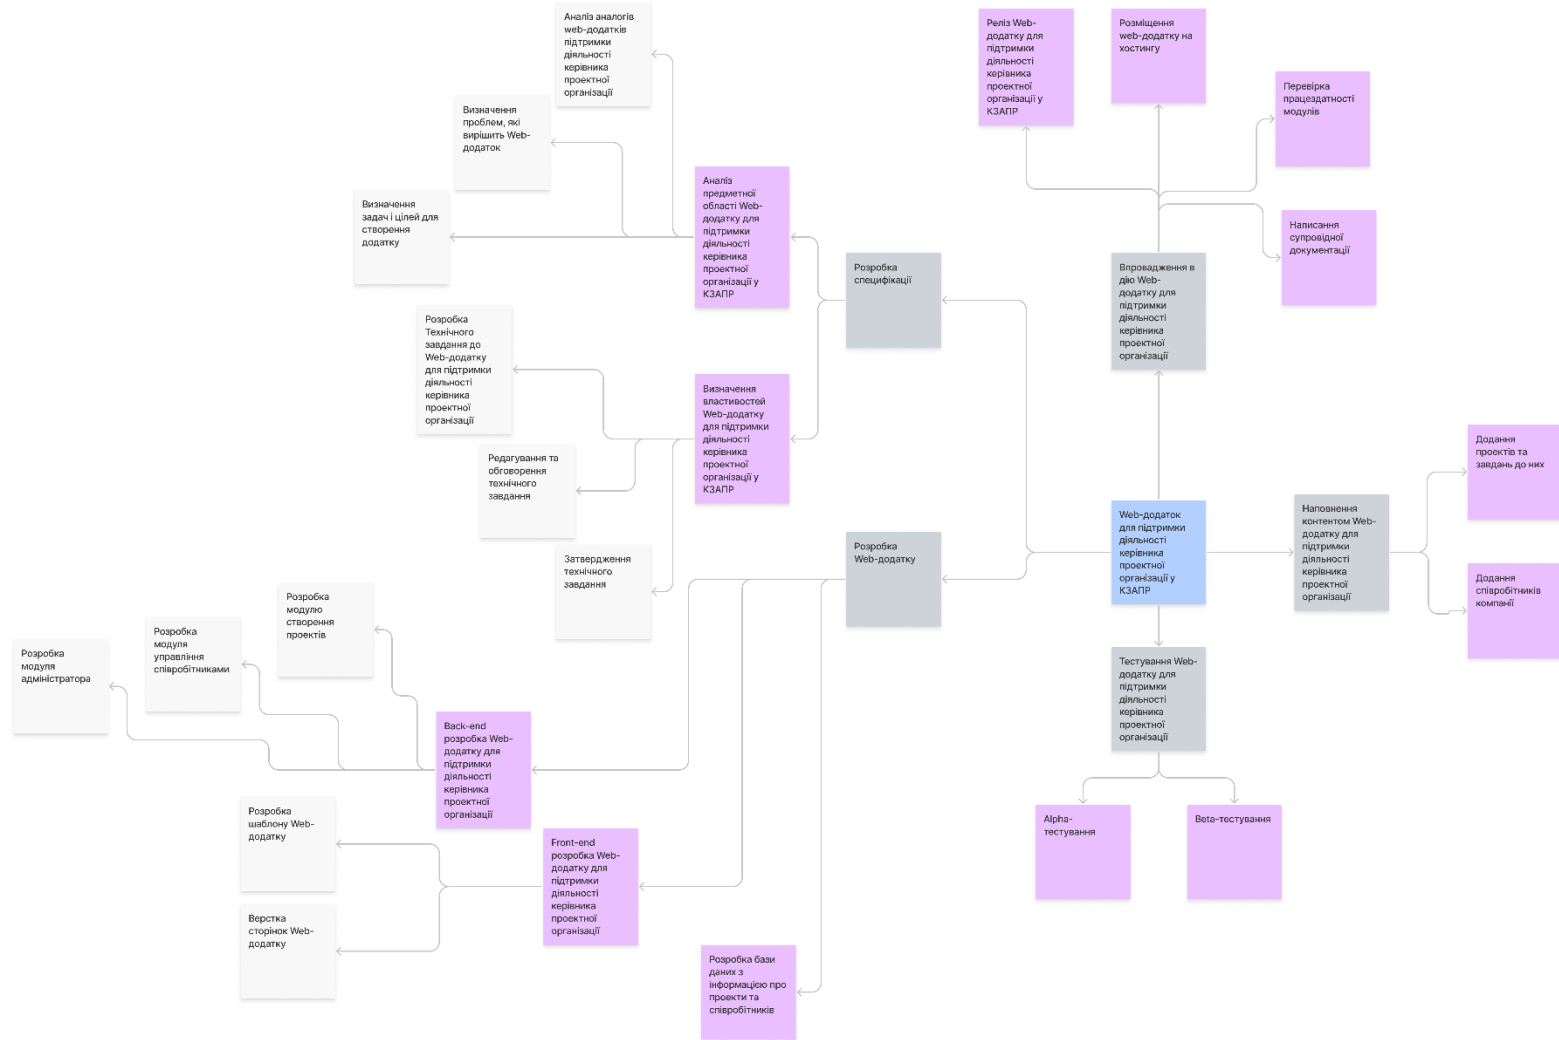 Аналіз аналогів
web-додатків
підтримки
діяльності
керівника
проектної
організації
Реліз Web-
додатку для
підтримки
діяльності
керівника
проектної
організації у
КЗАПР
Розміщення
web-додатку на
хостингу
Перевірка
працездатності
модулів
Визначення
проблем, які
вирішить Web-
додаток
Визначення
задач і цілей для
створення
додатку
Аналіз
предметної
області Web-
додатку для
підтримки
діяльності
керівника
проектної
організації у
КЗАПР
Написання
супровідної
документації
Розробка
специфікації
Впровадження в
дію Web-
додатку для
підтримки
діяльності
керівника
проектної
організації
Розробка
Технічного
завдання до
Web-додатку
для підтримки
діяльності
керівника
проектної
організації
Визначення
властивостей
Web-додатку
для підтримки
діяльності
керівника
проектної
організації у
КЗАПР
Редагування та
обговорення
технічного
завдання
Затвердження
технічного
завдання
Розробка
Web-додатку
Web-додаток
для підтримки
діяльності
керівника
проектної
організації у
КЗАПР
Наповнення
контентом Web-
додатку для
підтримки
діяльності
керівника
проектної
організації
Додання
проектів та
завдань до них
Додання
співробітників
компанії
Розробка
модулю
створення
проектів
Розробка
модуля
управління
співробітниками
Розробка
модуля
адміністратора
Тестування Web-
додатку для
підтримки
діяльності
керівника
проектної
організації
Back-end
розробка Web-
додатку для
підтримки
діяльності
керівника
проектної
організації
Розробка
шаблону Web-
додатку
Front-end
розробка Web-
додатку для
підтримки
діяльності
керівника
проектної
організації
Верстка
сторінок Web-
додатку
Alpha-
тестування
Beta-тестування
Розробка бази
даних з
інформацією про
проекти та
співробітників